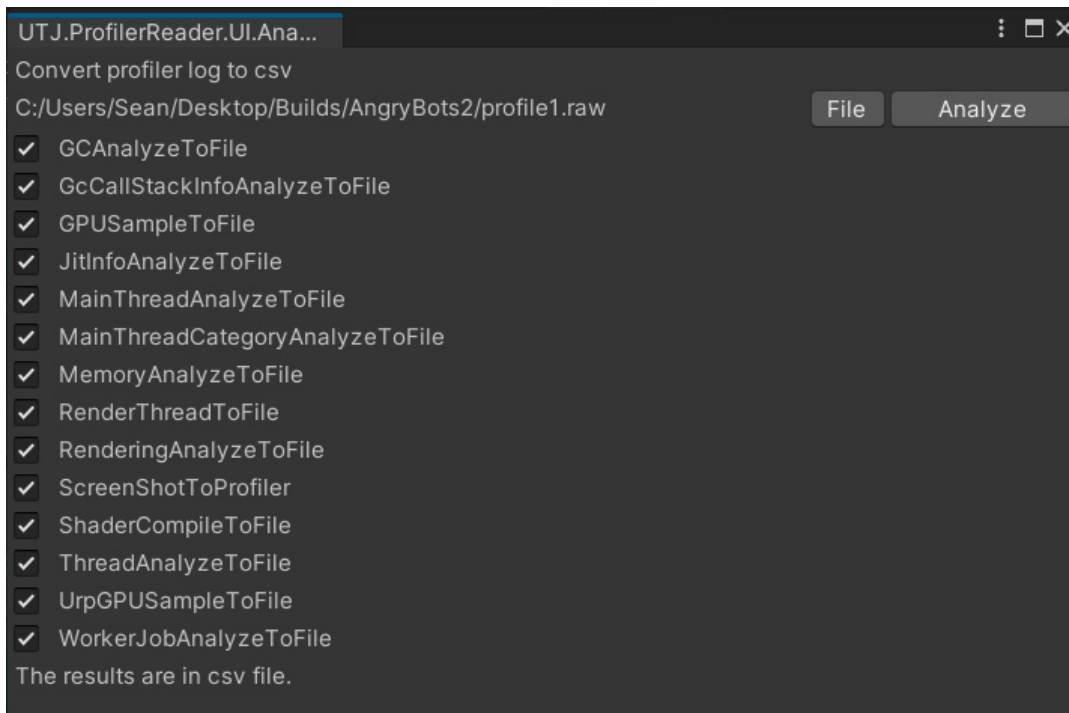 UTJ.ProfilerReader.UI.Ana...
Convert profiler log to csv
C:/Users/Sean/Desktop/Builds/AngryBots2/profile1.raw File Analyze
GCAnalyzeToFile
GcCallStackInfoAnalyzeToFile
GPUSampleToFile
JitInfoAnalyzeToFile
MainThreadAnalyzeToFile
MainThreadCategoryAnalyzeToFile
MemoryAnalyzeToFile
RenderThreadToFile
RenderingAnalyzeToFile
ScreenShotToProfiler
ShaderCompileToFile
ThreadAnalyzeToFile
UrpGPUSampleToFile
WorkerJobAnalyzeToFile
The results are in csv file.